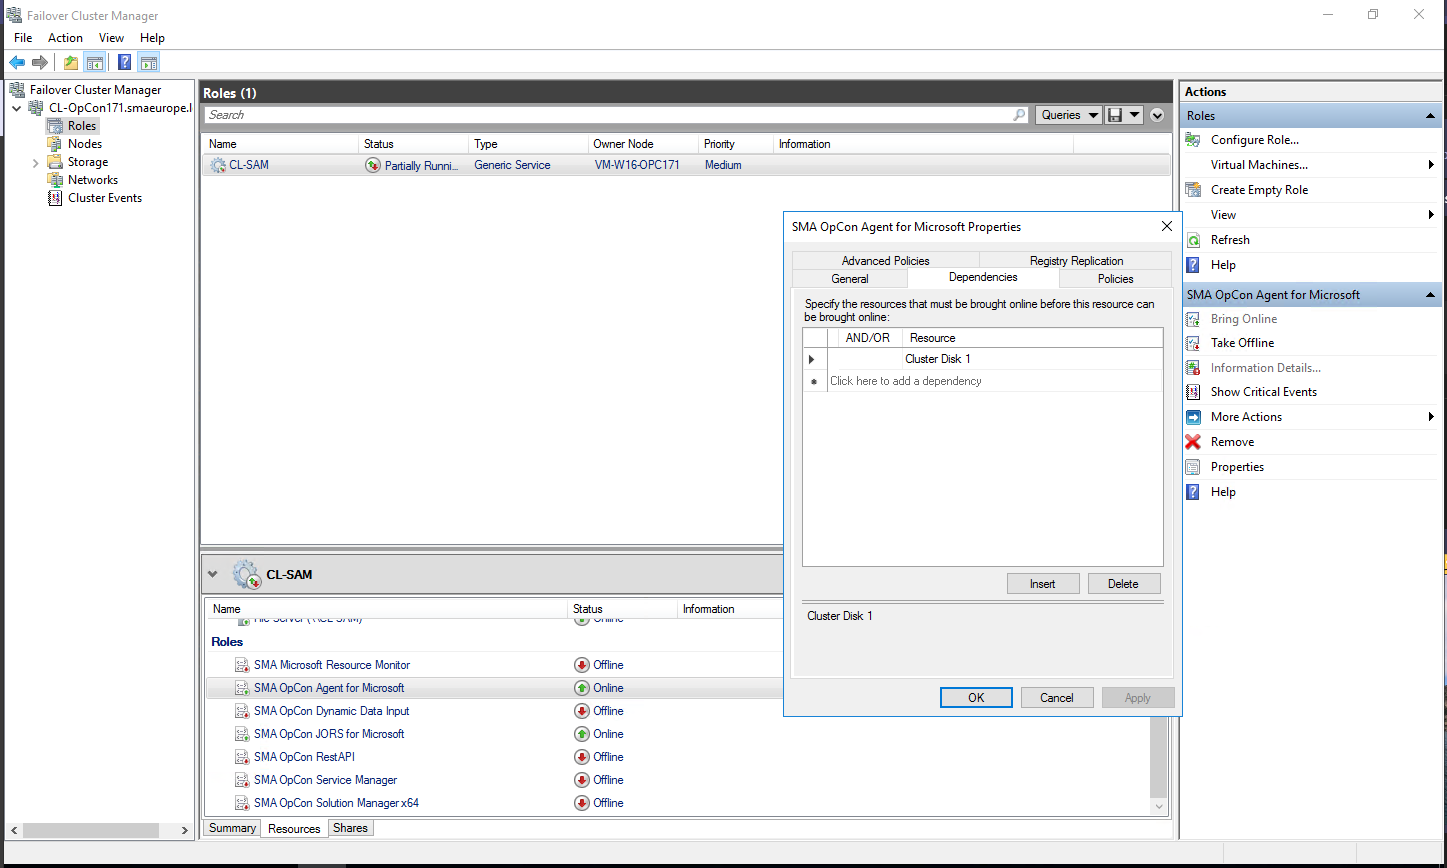 Failover Cluster Manager
File Action View Help
Failover Cluster Manager
CL-OpCon171.smaeurope.l
Roles
Nodes
Storage
Networks
Cluster Events
Roles (1)
Search
Queries
Name Status Type Owner Node Priority Information
CL-SAM Partially Runni... Generic Service VM-W16-OPC171 Medium
SMA OpCon Agent for Microsoft Properties
Advanced Policies Registry Replication
General Dependencies Policies
Specify the resources that must be brought online before this resource can
be brought online:
AND/OR Resource
Cluster Disk 1
Click here to add a dependency
Insert Delete
Cluster Disk 1
OK Cancel Apply
CL-SAM
Name Status Information
File Server (\\CL-SAM) Online
Roles
SMA Microsoft Resource Monitor Offline
SMA OpCon Agent for Microsoft Online
SMA OpCon Dynamic Data Input Offline
SMA OpCon JORS for Microsoft Online
SMA OpCon RestAPI Offline
SMA OpCon Service Manager Offline
SMA OpCon Solution Manager x64 Offline
Summary Resources Shares
Actions
Roles
Configure Role...
Virtual Machines...
Create Empty Role
View
Refresh
Help
SMA OpCon Agent for Microsoft
Bring Online
Take Offline
Information Details...
Show Critical Events
More Actions
Remove
Properties
Help